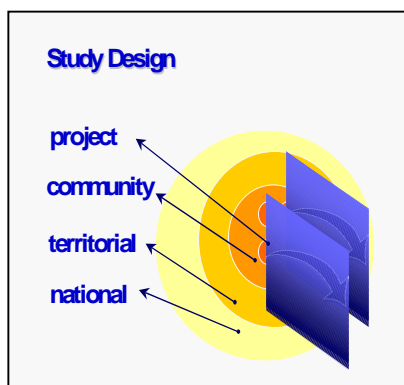 Study Design
project
community
territorial
national